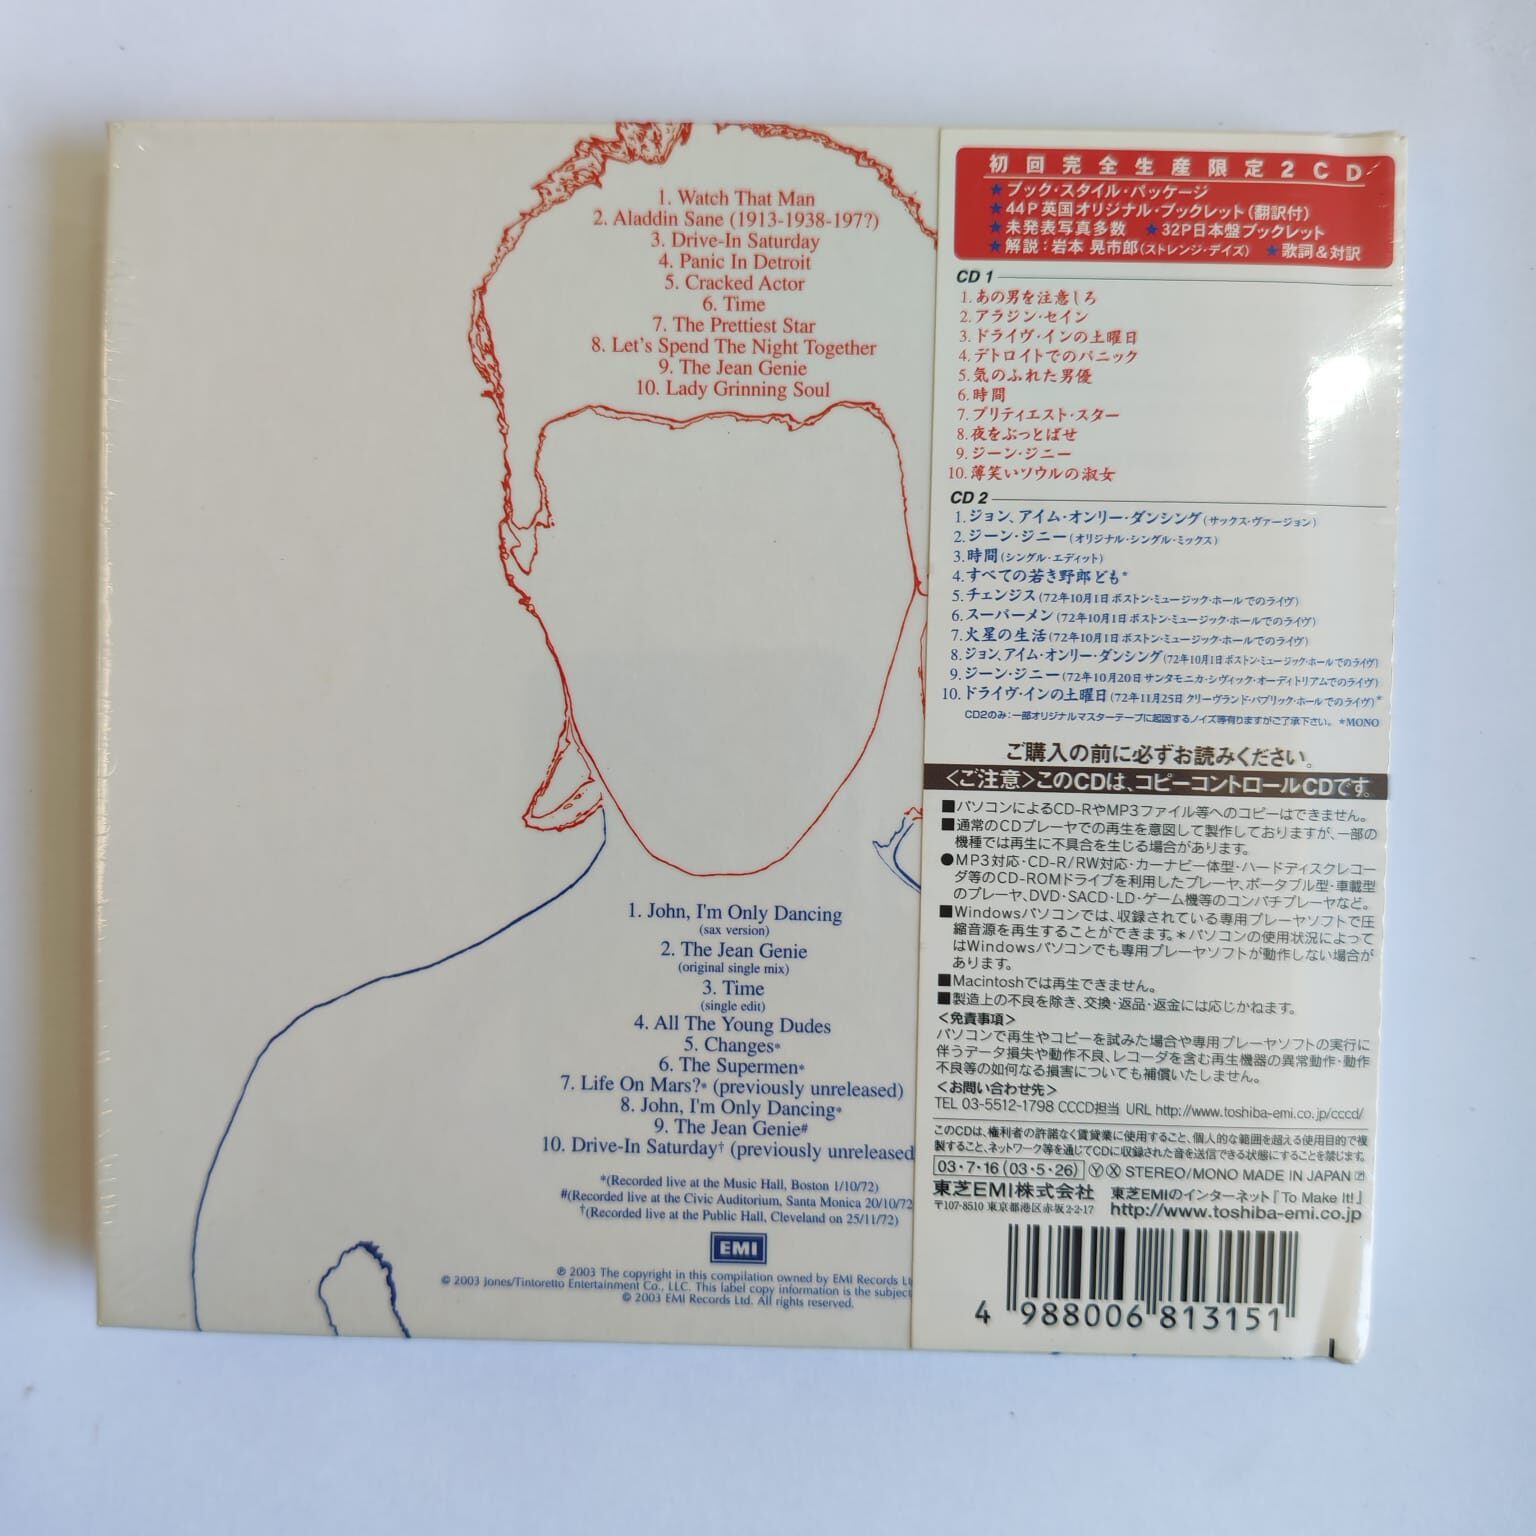 1. Watch That Man
2. Aladdin Sane (1913-1938-197?)
3. Drive-In Saturday
4. Panic In Detroit
5. Cracked Actor
6. Time
7. The Prettiest Star
8. Let's Spend The Night Together
9. The Jean Genie
10. Lady Grinning Soul
1. John, I'm Only Dancing
(sax version)
2. The Jean Genie
(original single mix)
3. Time
(single edit)
4. All The Young Dudes
5. Changes*
6. The Supermen*
7. Life On Mars?* (previously unreleased)
8. John, I'm Only Dancing*
9. The Jean Genie#
10. Drive-In Saturday† (previously unreleased
*(Recorded live at the Music Hall, Boston 1/10/72)
#(Recorded live at the Civic Auditorium, Santa Monica 20/10/72
†(Recorded live at the Public Hall, Cleveland on 25/11/72)
EMI
℗ 2003 The copyright in this compilation owned by EMI Records Lt
© 2003 Jones/Tintoretto Entertainment Co., LLC. This label copy information is the subject
© 2003 EMI Records Ltd. All rights reserved.
初回完全生産限定2CD
★ブック・スタイル・パッケージ
★44P英国オリジナル・ブックレット(翻訳付)
★未発表写真多数 ★32P日本盤ブックレット
★解説:岩本 晃市郎(ストレンジ・デイズ) ★歌詞&対訳
CD 1
1.あの男を注意しろ
2.アラジン・セイン
3.ドライヴ・インの土曜日
4.デトロイトでのパニック
5.気のふれた男優
6.時間
7.プリティエスト・スター
8.夜をぶっとばせ
9.ジーン・ジニー
10.薄笑いソウルの淑女
CD 2
1.ジョン、アイム・オンリー・ダンシング(サックス・ヴァージョン)
2.ジーン・ジニー(オリジナル・シングル・ミックス)
3.時間(シングル・エディット)
4.すべての若き野郎ども*
5.チェンジス(72年10月1日ボストン・ミュージック・ホールでのライヴ)
6.スーパーメン(72年10月1日ボストン・ミュージック・ホールでのライヴ)
7.火星の生活(72年10月1日ボストン・ミュージック・ホールでのライヴ)
8.ジョン、アイム・オンリー・ダンシング(72年10月1日ボストン・ミュージック・ホールでのライヴ)
9.ジーン・ジニー(72年10月20日サンタモニカ・シヴィック・オーディトリアムでのライヴ)
10.ドライヴ・インの土曜日(72年11月25日クリーヴランド・パブリック・ホールでのライヴ)*
CD2のみ:一部オリジナルマスターテープに起因するノイズ等有りますがご了承下さい。 *MONO
ご購入の前に必ずお読みください。
<ご注意>このCDは、コピーコントロールCDです。
■パソコンによるCD-RやMP3ファイル等へのコピーはできません。
■通常のCDプレーヤでの再生を意図して製作しておりますが、一部の
機種では再生に不具合を生じる場合があります。
●MP3対応・CD-R/RW対応・カーナビ一体型・ハードディスクレコー
ダ等のCD-ROMドライブを利用したプレーヤ、ポータブル型・車載型
のプレーヤ、DVD・SACD・LD・ゲーム機等のコンパチプレーヤなど。
■Windowsパソコンでは、収録されている専用プレーヤソフトで圧
縮音源を再生することができます。*パソコンの使用状況によって
はWindowsパソコンでも専用プレーヤソフトが動作しない場合が
あります。
■Macintoshでは再生できません。
■製造上の不良を除き、交換・返品・返金には応じかねます。
<免責事項>
パソコンで再生やコピーを試みた場合や専用プレーヤソフトの実行に
伴うデータ損失や動作不良、レコーダを含む再生機器の異常動作・動作
不良等の如何なる損害についても補償いたしません。
<お問い合わせ先>
TEL 03-5512-1798 CCCD担当 URL http://www.toshiba-emi.co.jp/cccd/
このCDは、権利者の許諾なく賃貸業に使用すること、個人的な範囲を超える使用目的で複
製すること、ネットワーク等を通じてCDに収録された音を送信できる状態にすることを禁じます。
03・7・16(03・5・26) Ⓨ Ⓧ STEREO/MONO MADE IN JAPAN
東芝EMI株式会社 東芝EMIのインターネット「To Make It!」
〒107-8510 東京都港区赤坂2-2-17 http://www.toshiba-emi.co.jp
4 988006 813151